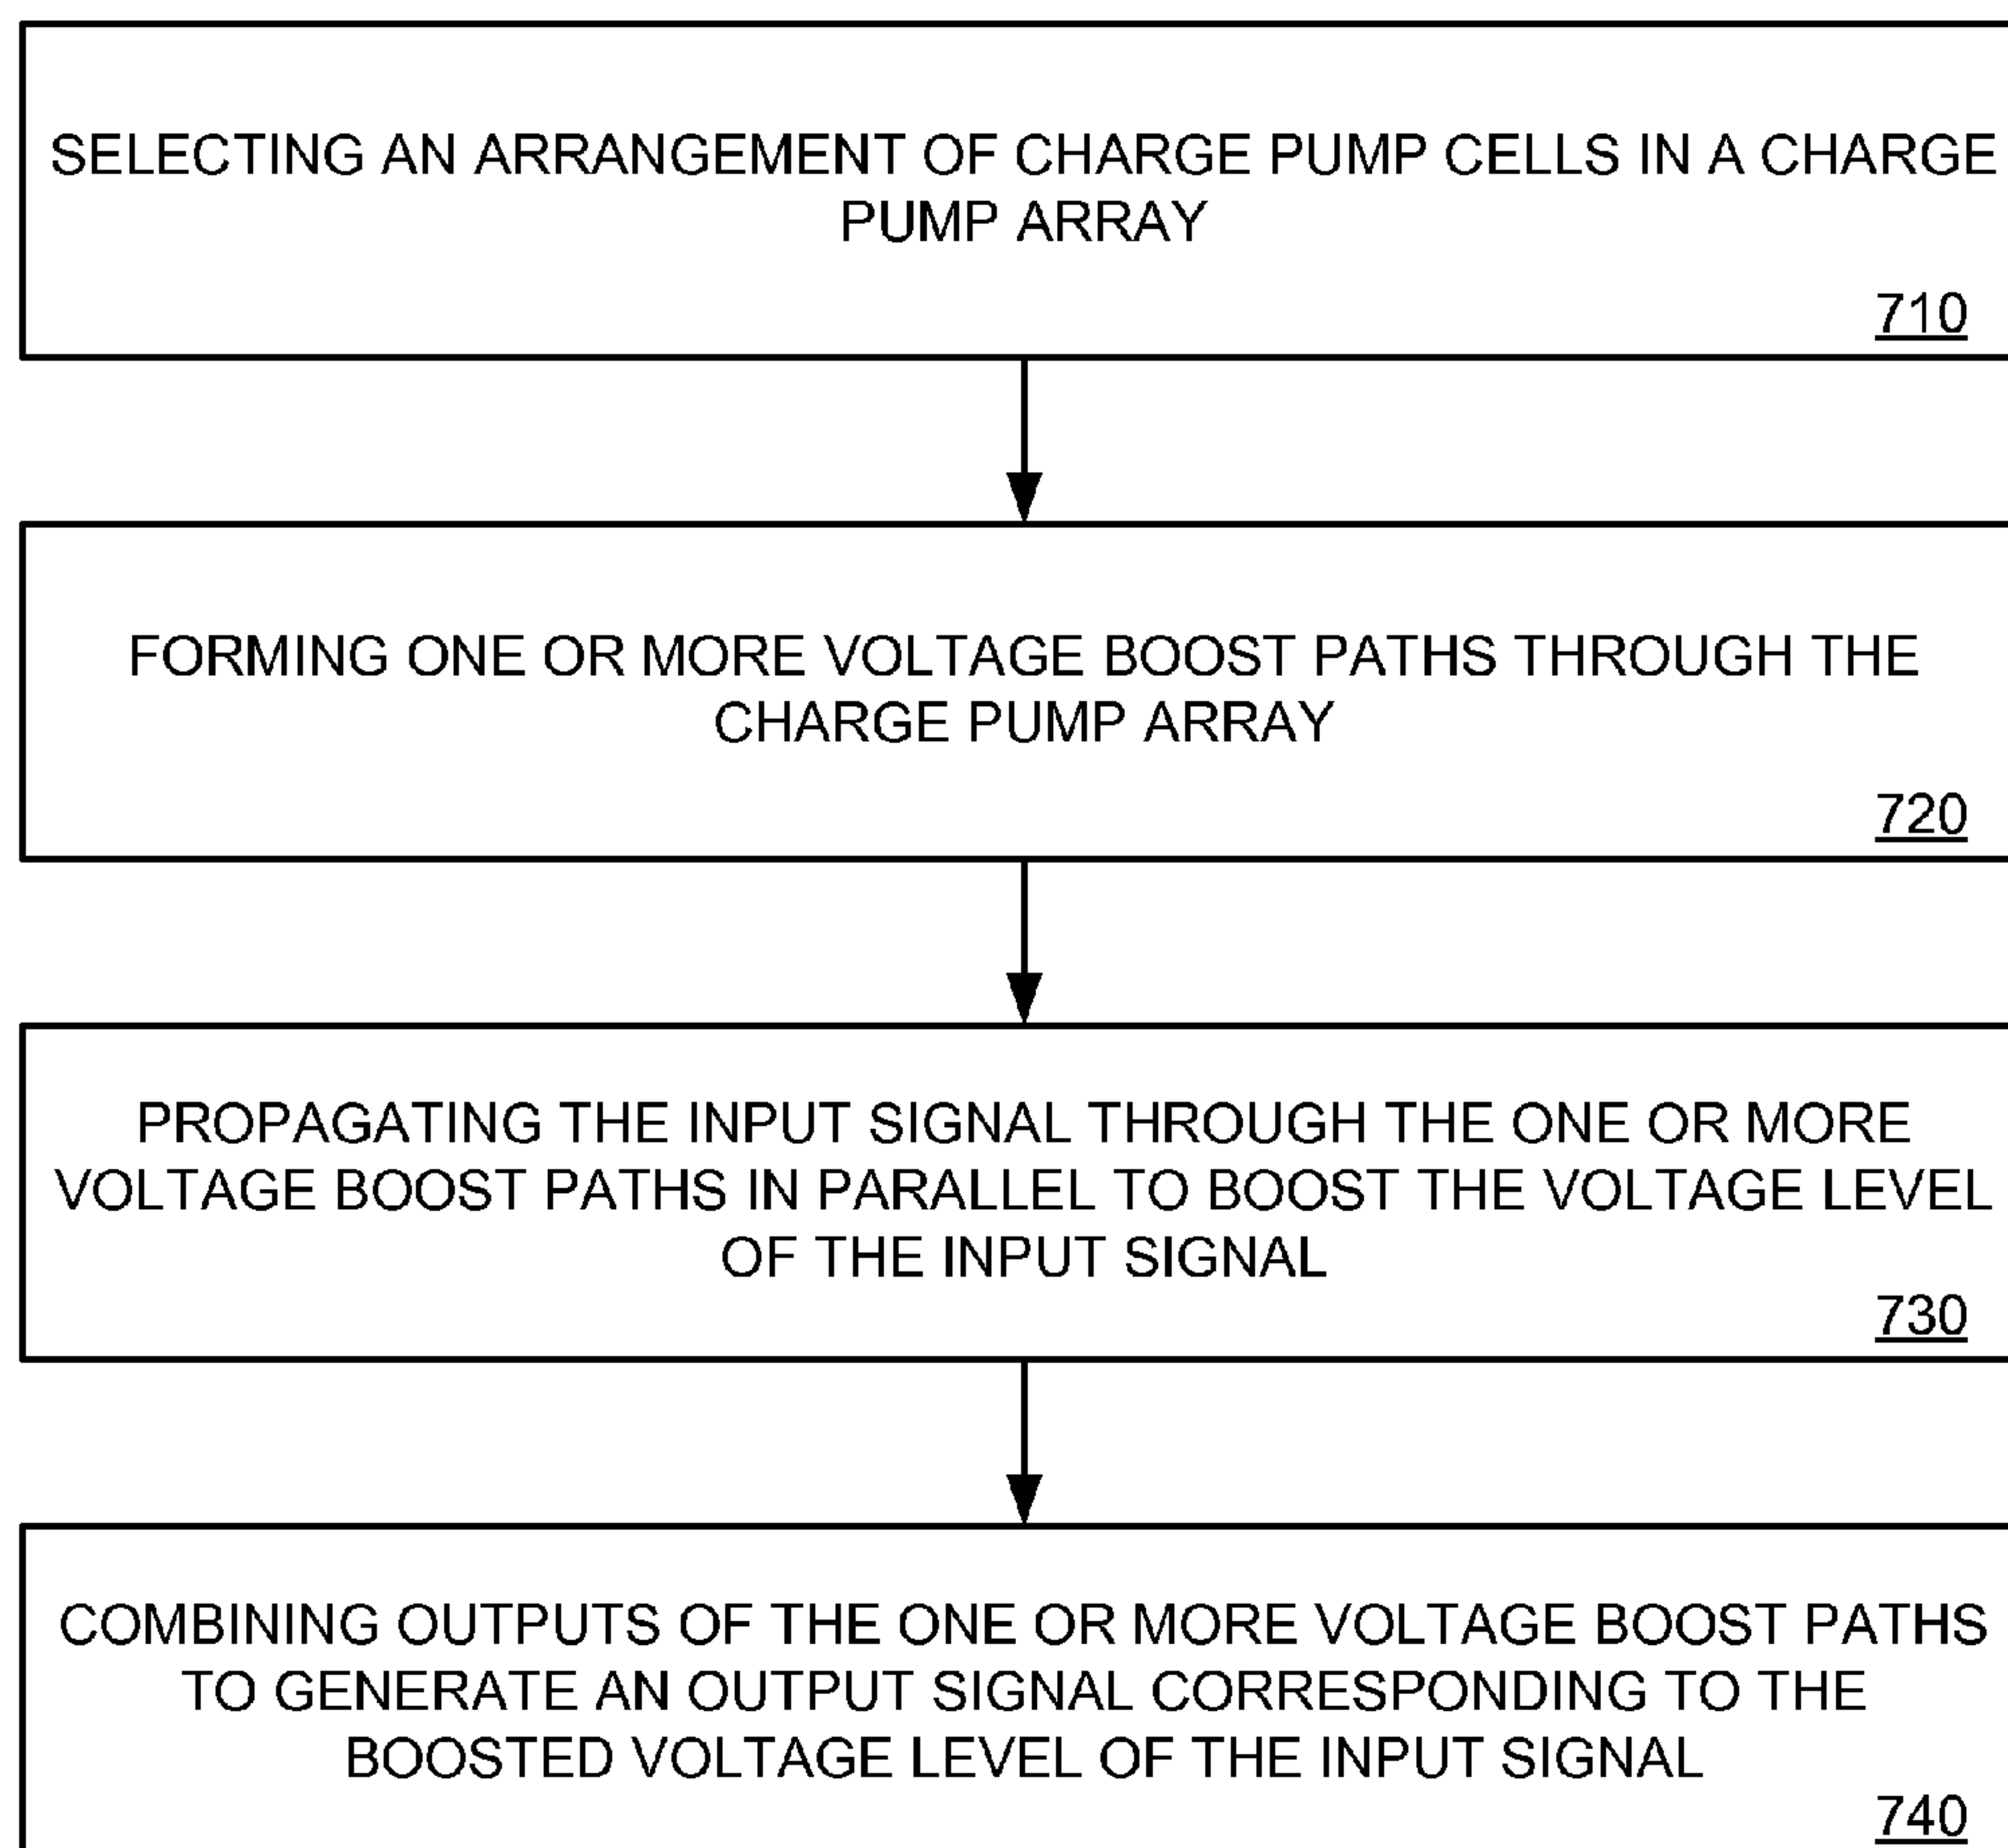 SELECTING AN ARRANGEMENT OF CHARGE PUMP CELLS IN A CHARGE
PUMP ARRAY
710
FORMING ONE OR MORE VOLTAGE BOOST PATHS THROUGH THE
CHARGE PUMP ARRAY
720
PROPAGATING THE INPUT SIGNAL THROUGH THE ONE OR MORE
VOLTAGE BOOST PATHS IN PARALLEL TO BOOST THE VOLTAGE LEVEL
OF THE INPUT SIGNAL
730
COMBINING OUTPUTS OF THE ONE OR MORE VOLTAGE BOOST PATHS
TO GENERATE AN OUTPUT SIGNAL CORRESPONDING TO THE
BOOSTED VOLTAGE LEVEL OF THE INPUT SIGNAL
740